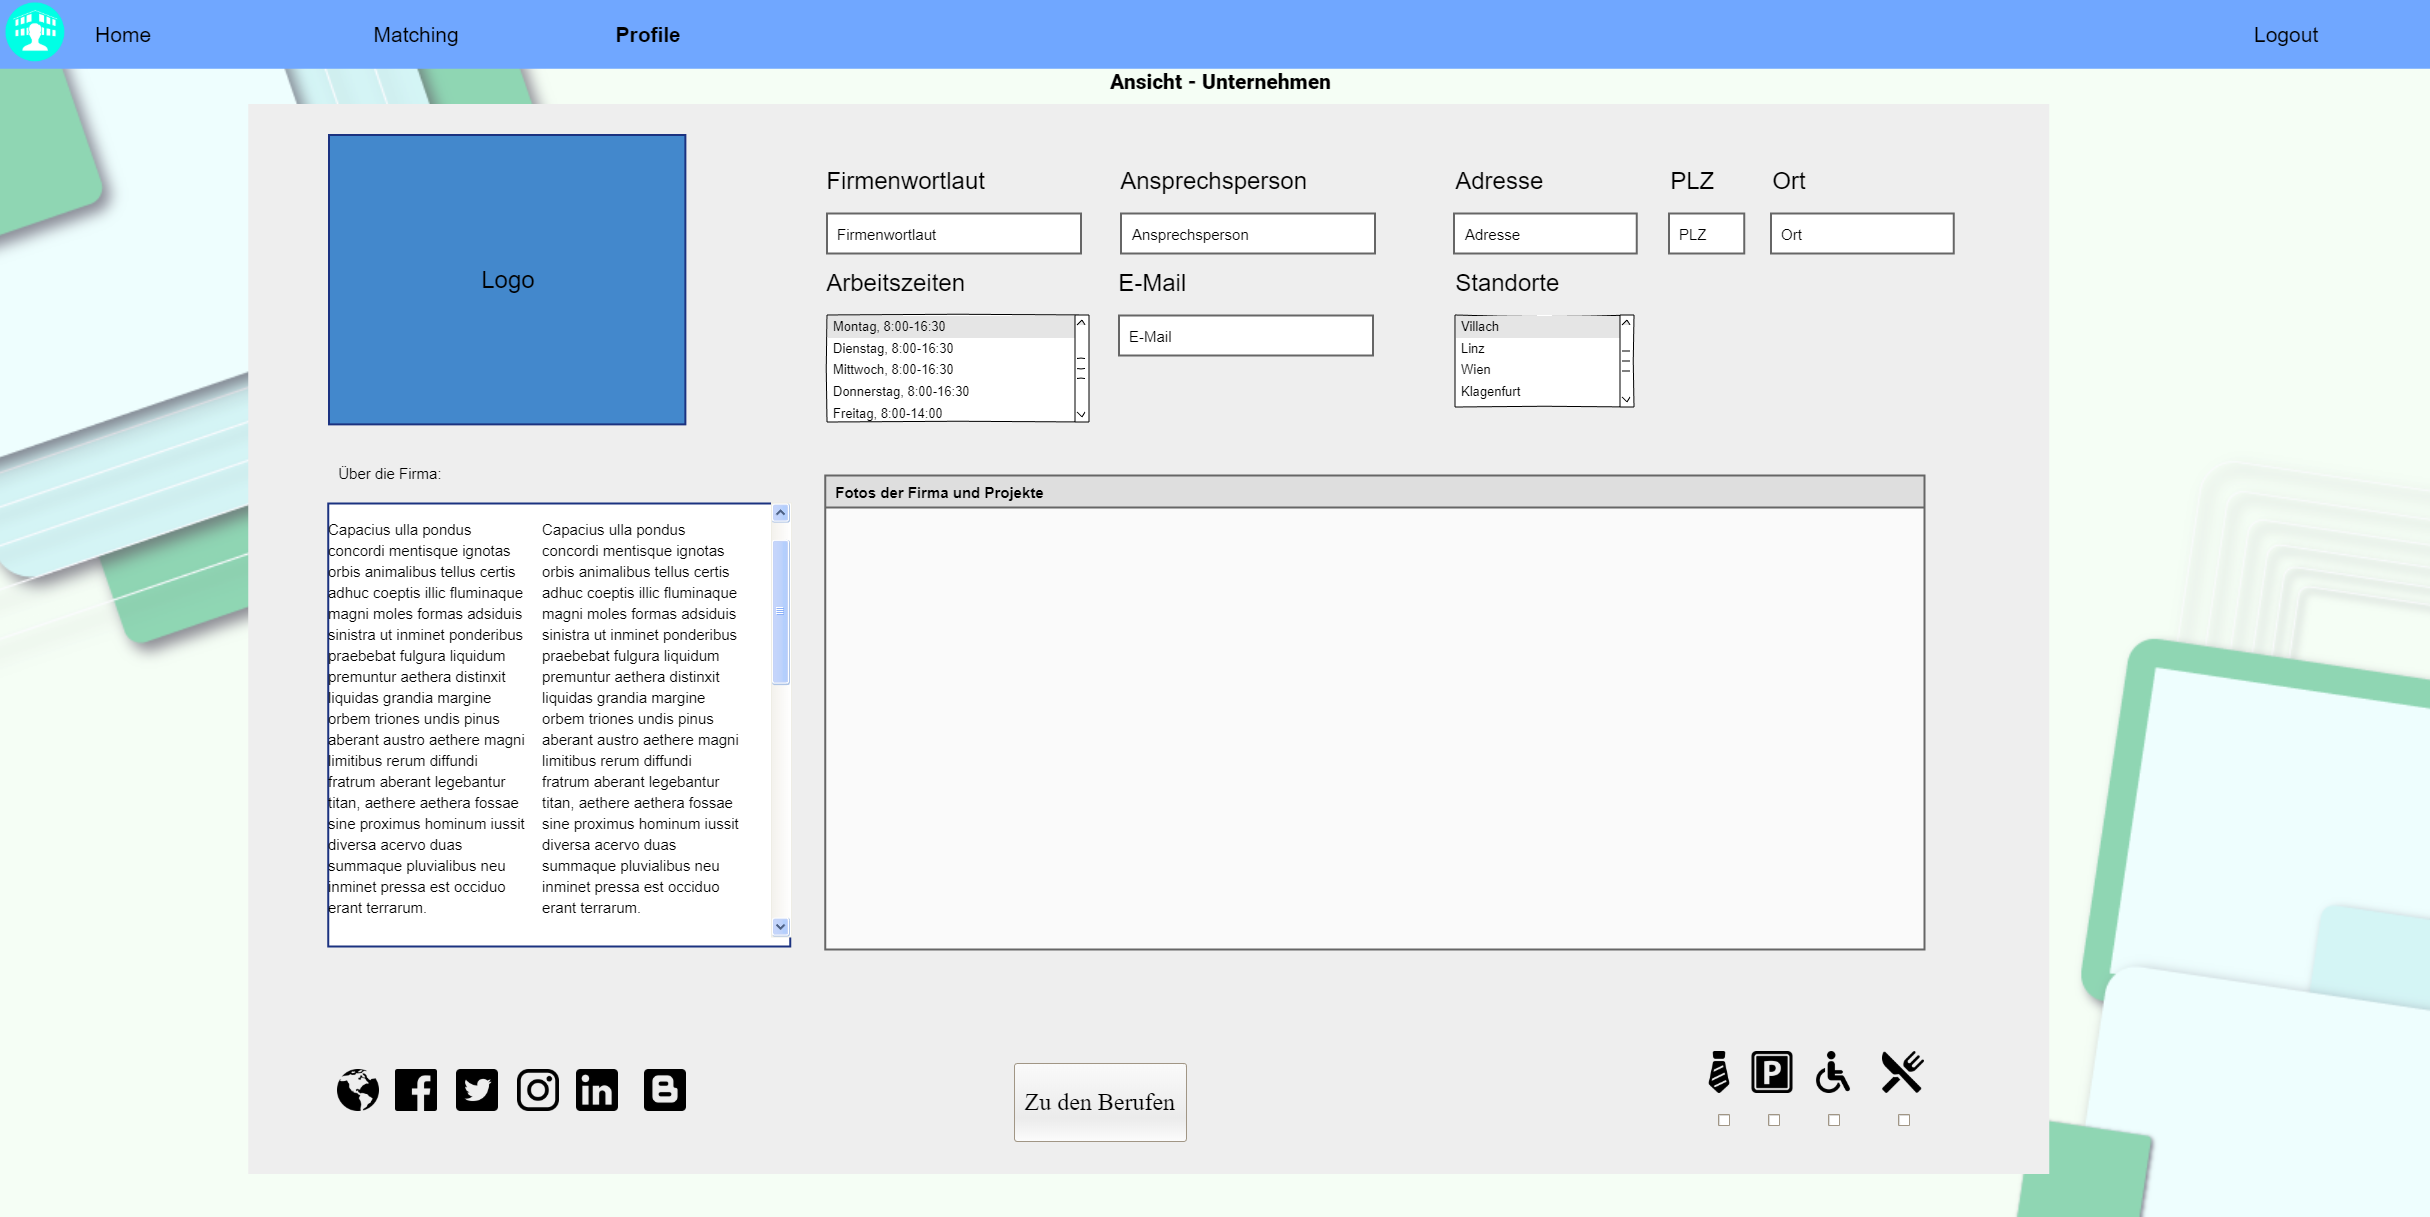 Home
Matching
Profile
Logout
Ansicht - Unternehmen
Logo
Firmenwortlaut
Ansprechsperson
Adresse
PLZ
Ort
Firmenwortlaut
Ansprechsperson
Adresse
PLZ
Ort
Arbeitszeiten
E-Mail
Standorte
Montag, 8:00-16:30
Dienstag, 8:00-16:30
Mittwoch, 8:00-16:30
Donnerstag, 8:00-16:30
Freitag, 8:00-14:00
E-Mail
Villach
Linz
Wien
Klagenfurt
Über die Firma:
Capacius ulla pondus
concordi mentisque ignotas
orbis animalibus tellus certis
adhuc coeptis illic fluminaque
magni moles formas adsiduis
sinistra ut inminet ponderibus
praebebat fulgura liquidum
premuntur aethera distinxit
liquidas grandia margine
orbem triones undis pinus
aberant austro aethere magni
limitibus rerum diffundi
fratrum aberant legebantur
titan, aethere aethera fossae
sine proximus hominum iussit
diversa acervo duas
summaque pluvialibus neu
inminet pressa est occiduo
erant terrarum.
Capacius ulla pondus
concordi mentisque ignotas
orbis animalibus tellus certis
adhuc coeptis illic fluminaque
magni moles formas adsiduis
sinistra ut inminet ponderibus
praebebat fulgura liquidum
premuntur aethera distinxit
liquidas grandia margine
orbem triones undis pinus
aberant austro aethere magni
limitibus rerum diffundi
fratrum aberant legebantur
titan, aethere aethera fossae
sine proximus hominum iussit
diversa acervo duas
summaque pluvialibus neu
inminet pressa est occiduo
erant terrarum.
Fotos der Firma und Projekte
Zu den Berufen
P